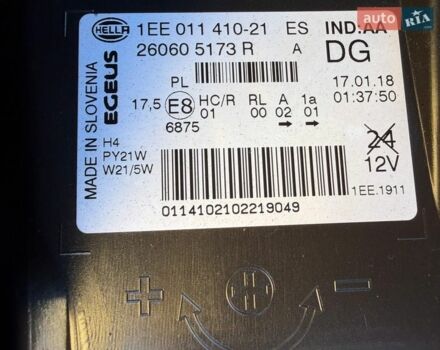 auto RIA.com
HELLA
1EE 011 410-21 ES IND:AA
26060 5173 R A DG
PL 17.01.18
01:37:50
17,5 E8 HC/R RL A 1a
01 00 02 01
6875
MADE IN SLOVENIA
EGEUS
H4
PY21W
W21/5W
24
12V
1EE.1911
0114102102219049
+ -